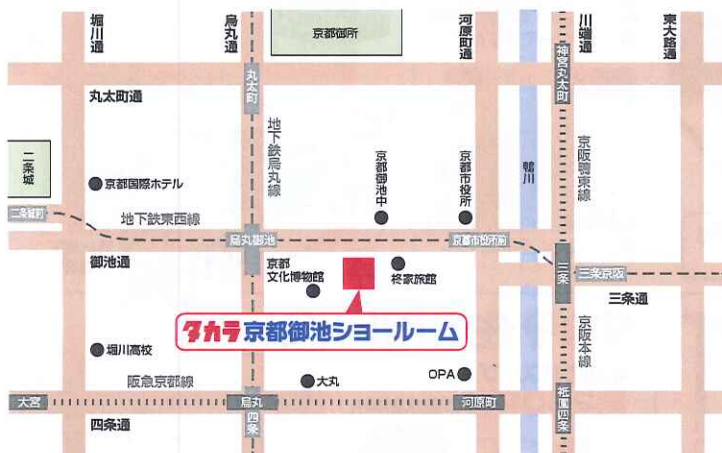 堀川通
烏丸通
京都御所
河原町通
川端通
東大路通
丸太町
神宮丸太町
丸太町通
地下鉄烏丸線
京阪鴨東線
二条城
京都国際ホテル
京都御池中
京都市役所
鴨川
二条城前
地下鉄東西線
烏丸御池
京都市役所前
御池通
京都
文化博物館
柊家旅館
三条
三条京阪
三条通
タカラ 京都御池ショールーム
堀川高校
京阪本線
阪急京都線
大丸
OPA
大宮
烏丸
河原町
祇園四条
四条
四条通